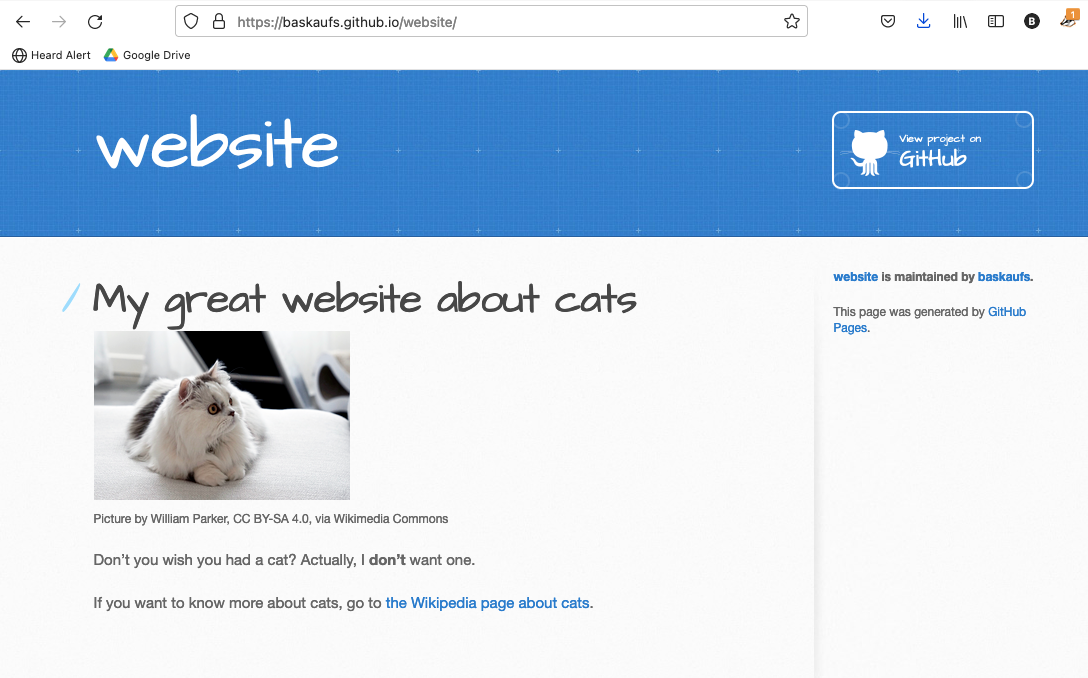 https://baskaufs.github.io/website/
B
1
Heard Alert
Google Drive
website
View project on
GitHub
My great website about cats
website is maintained by baskaufs.
This page was generated by GitHub
Pages.
Picture by William Parker, CC BY-SA 4.0, via Wikimedia Commons
Don’t you wish you had a cat? Actually, I don’t want one.
If you want to know more about cats, go to the Wikipedia page about cats.